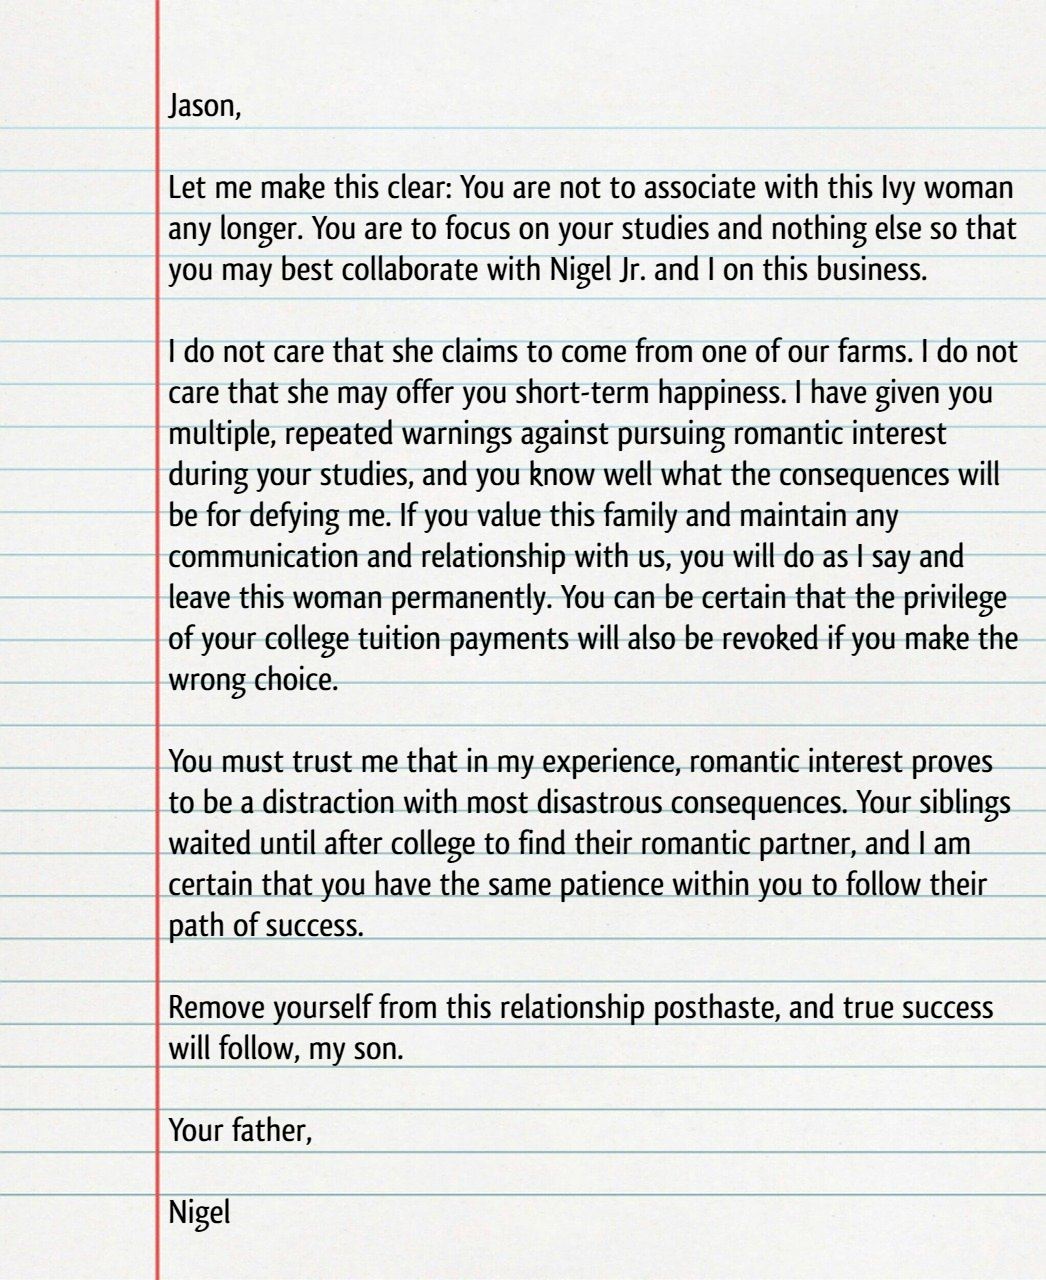 Jason,
Let me make this clear: You are not to associate with this Ivy woman
any longer. You are to focus on your studies and nothing else so that
you may best collaborate with Nigel Jr. and I on this business.
I do not care that she claims to come from one of our farms. I do not
care that she may offer you short-term happiness. I have given you
multiple, repeated warnings against pursuing romantic interest
during your studies, and you know well what the consequences will
be for defying me. If you value this family and maintain any
communication and relationship with us, you will do as I say and
leave this woman permanently. You can be certain that the privilege
of your college tuition payments will also be revoked if you make the
wrong choice.
You must trust me that in my experience, romantic interest proves
to be a distraction with most disastrous consequences. Your siblings
waited until after college to find their romantic partner, and I am
certain that you have the same patience within you to follow their
path of success.
Remove yourself from this relationship posthaste, and true success
will follow, my son.
Your father,
Nigel